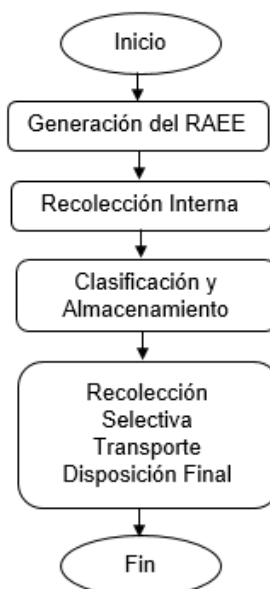 Inicio
Generación del RAEE
Recolección Interna
Clasificación y
Almacenamiento
Recolección
Selectiva
Transporte
Disposición Final
Fin